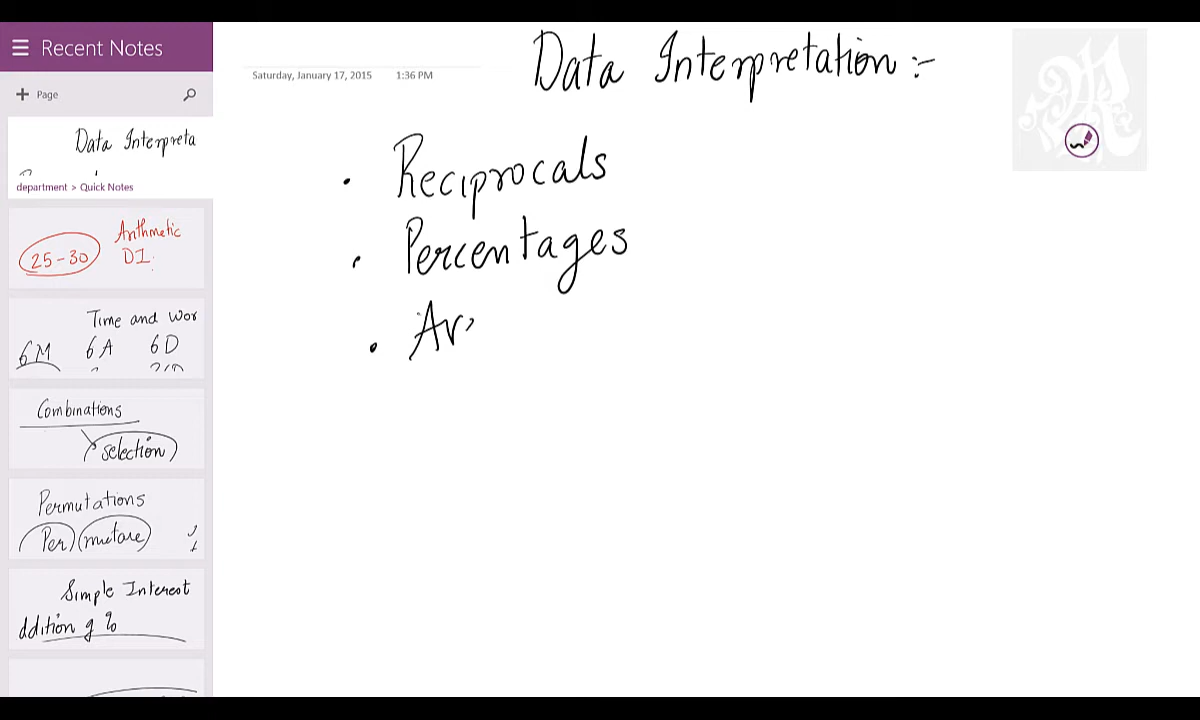 Recent Notes
Page
Data Interpreta
department > Quick Notes
Arithmetic
25-30 DI.
Time and Wor
6M 6A 6D
Combinations
selection
Permutations
(Per) (mutare)
Simple Interest
ddition of %
Saturday, January 17, 2015 1:36 PM
Data Interpretation :-
• Reciprocals
• Percentages
• Av